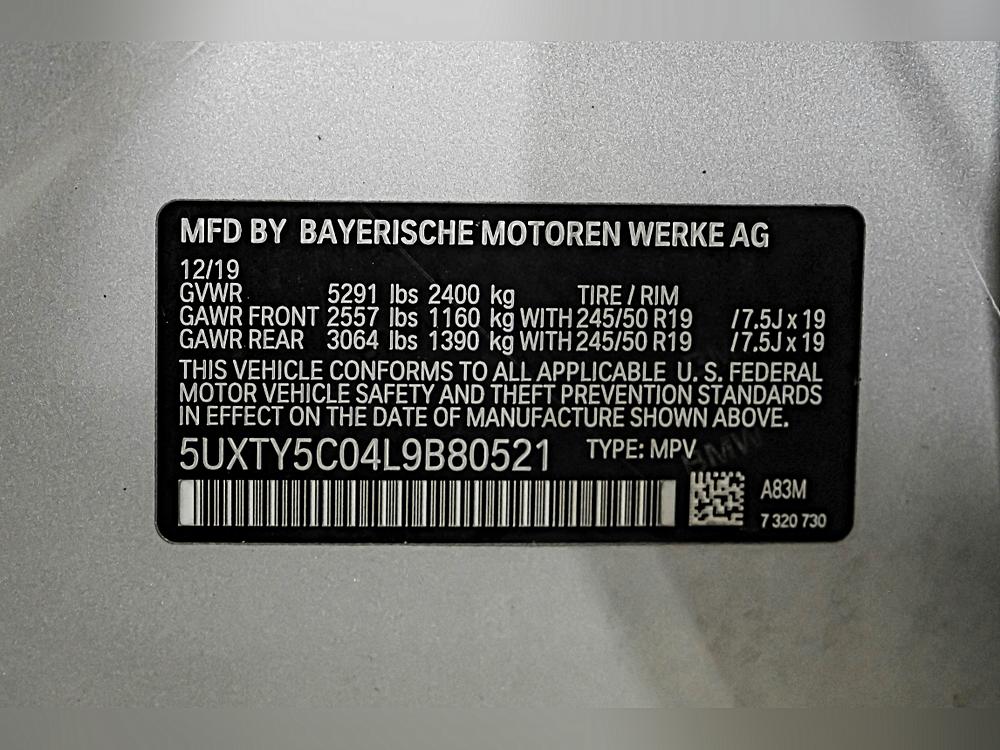 MFD BY BAYERISCHE MOTOREN WERKE AG
12/19
GVWR 5291 lbs 2400 kg TIRE / RIM
GAWR FRONT 2557 lbs 1160 kg WITH 245/50 R19 /7.5J x 19
GAWR REAR 3064 lbs 1390 kg WITH 245/50 R19 /7.5J x 19
THIS VEHICLE CONFORMS TO ALL APPLICABLE U. S. FEDERAL
MOTOR VEHICLE SAFETY AND THEFT PREVENTION STANDARDS
IN EFFECT ON THE DATE OF MANUFACTURE SHOWN ABOVE.
5UXTY5C04L9B80521 TYPE: MPV
BMW
A83M
7 320 730